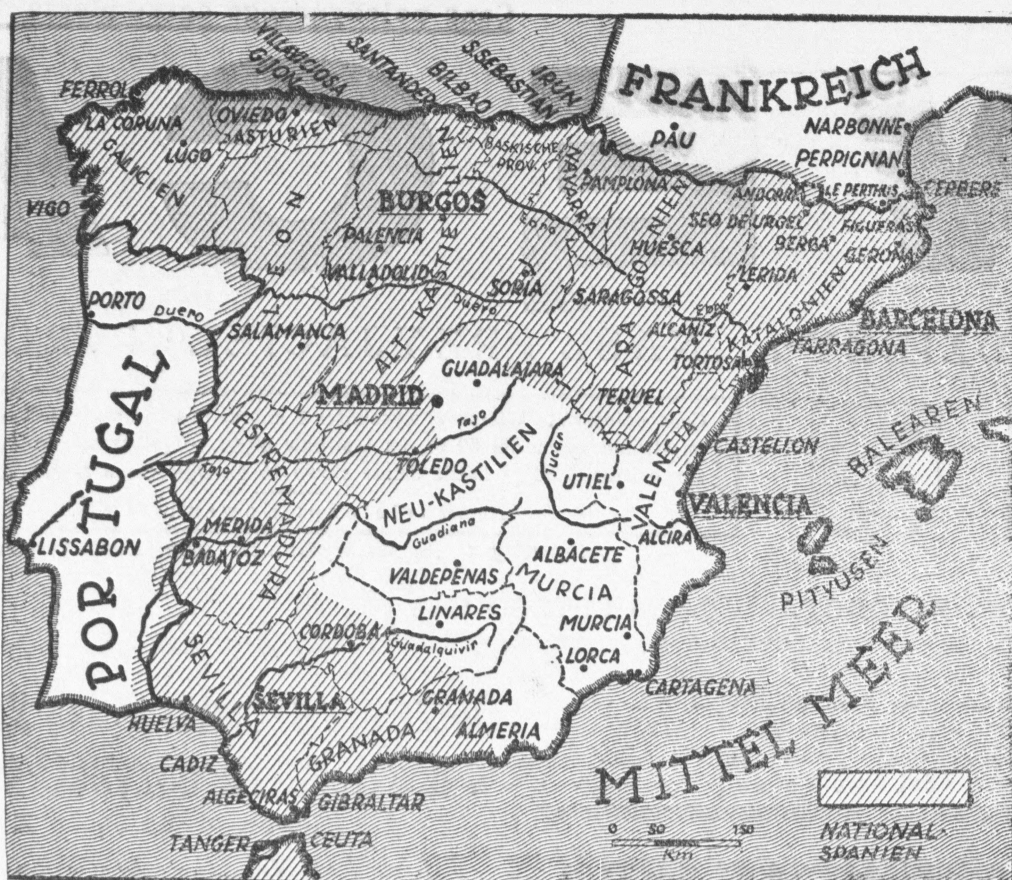 FRANKREICH
VILLAVICIOSA
GIJON
SANTANDER
BILBAO
S.SEBASTIAN
IRUN
FERROL
LA CORUNA
OVIEDO
ASTURIEN
LUGO
GALICIEN
VIGO
LEON
BASKISCHE
PROV.
NAVARRA
PAMPLONA
PAU
NARBONNE
PERPIGNAN
ANDORRA
LE PERTHUS
CERBERE
BURGOS
PALENCIA
VALLADOLID
SORIA
ALT-KASTILIEN
Ebro
HUESCA
SEO DE URGEL
BERGA
FIGUERAS
GERONA
LERIDA
SARAGOSSA
ARAGONIEN
ALCANIZ
Ebro
TORTOSA
KATALONIEN
BARCELONA
TARRAGONA
PORTO
Duero
Duero
SALAMANCA
GUADALAJARA
MADRID
TERUEL
PORTUGAL
Tajo
Tajo
TOLEDO
ESTREMADURA
NEU-KASTILIEN
Jucar
UTIEL
VALENCIA
CASTELLON
VALENCIA
BALEAREN
PITYUSEN
LISSABON
MERIDA
BADAJOZ
Guadiana
ALBACETE
ALCIRA
VALDEPENAS
MURCIA
LINARES
CORDOBA
Guadalquivir
MURCIA
LORCA
CARTAGENA
SEVILLA
SEVILLA
HUELVA
GRANADA
GRANADA
ALMERIA
CADIZ
ALGECIRAS
GIBRALTAR
TANGER
CEUTA
MITTEL MEER
0 50 150
Km
NATIONAL-
SPANIEN